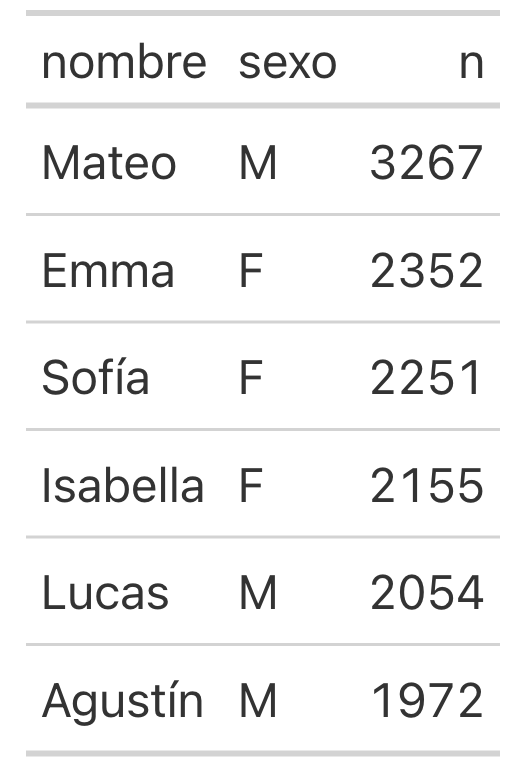 nombre sexo n
Mateo M 3267
Emma F 2352
Sofía F 2251
Isabella F 2155
Lucas M 2054
Agustín M 1972